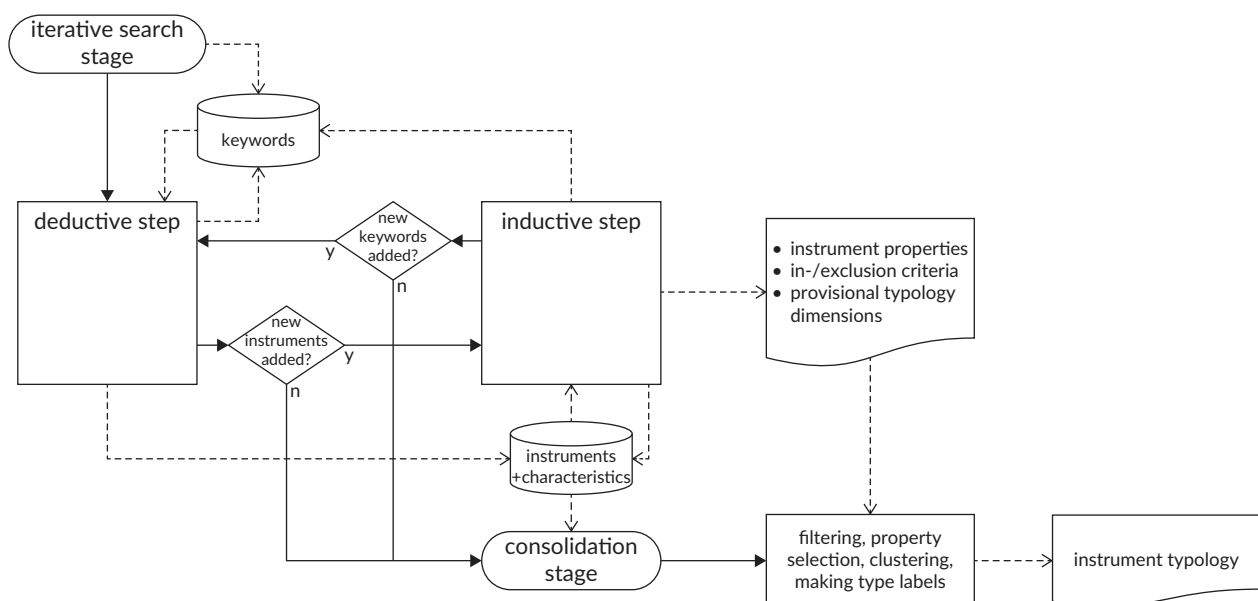 iterative search
stage
keywords
deductive step
new
keywords
added?
y
n
inductive step
• instrument properties
• in-/exclusion criteria
• provisional typology
dimensions
new
instruments
added?
y
n
instruments
+characteristics
consolidation
stage
filtering, property
selection, clustering,
making type labels
instrument typology